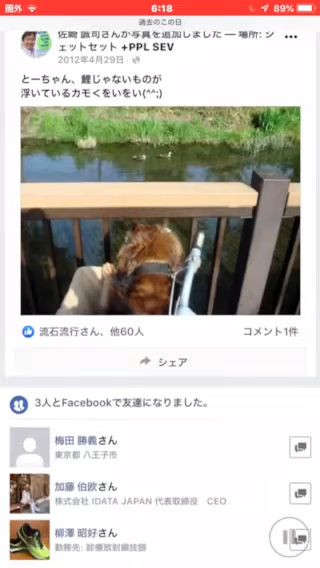 圏外
6:18
89%
過去のこの日
佐崎 誠司さんが写真を追加しました — 場所: ジ
ェットセット +PPL SEV
2012年4月29日
とーちゃん、鯉じゃないものが
浮いているカモ<をいをい(^^;)
流石流行さん、他60人
コメント1件
シェア
3人とFacebookで友達になりました。
梅田 勝義さん
東京都 八王子市
加藤 伯欧さん
株式会社 IDATA JAPAN 代表取締役 CEO
柳澤 昭好さん
勤務先: 診療放射線技師